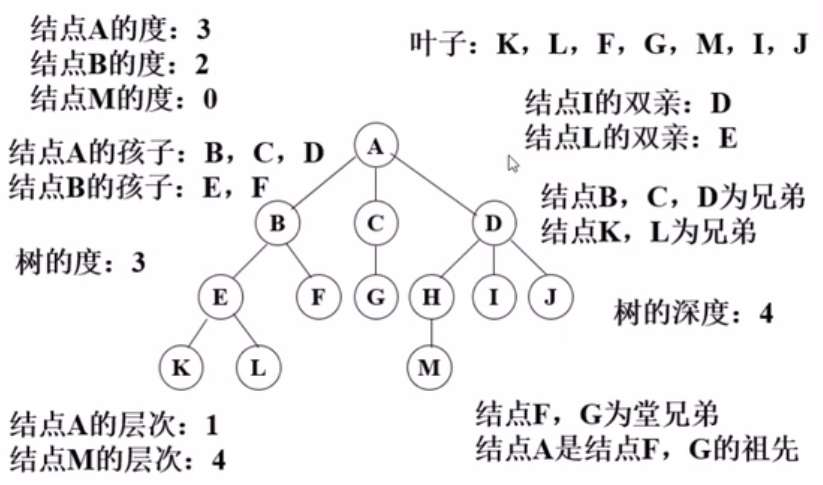 结点A的度：3
结点B的度：2
结点M的度：0
叶子：K，L，F，G，M，I，J
结点I的双亲：D
结点L的双亲：E
结点A的孩子：B，C，D
结点B的孩子：E，F
结点B，C，D为兄弟
结点K，L为兄弟
树的度：3
树的深度：4
A
B
C
D
E
F
G
H
I
J
K
L
M
结点A的层次：1
结点M的层次：4
结点F，G为堂兄弟
结点A是结点F，G的祖先